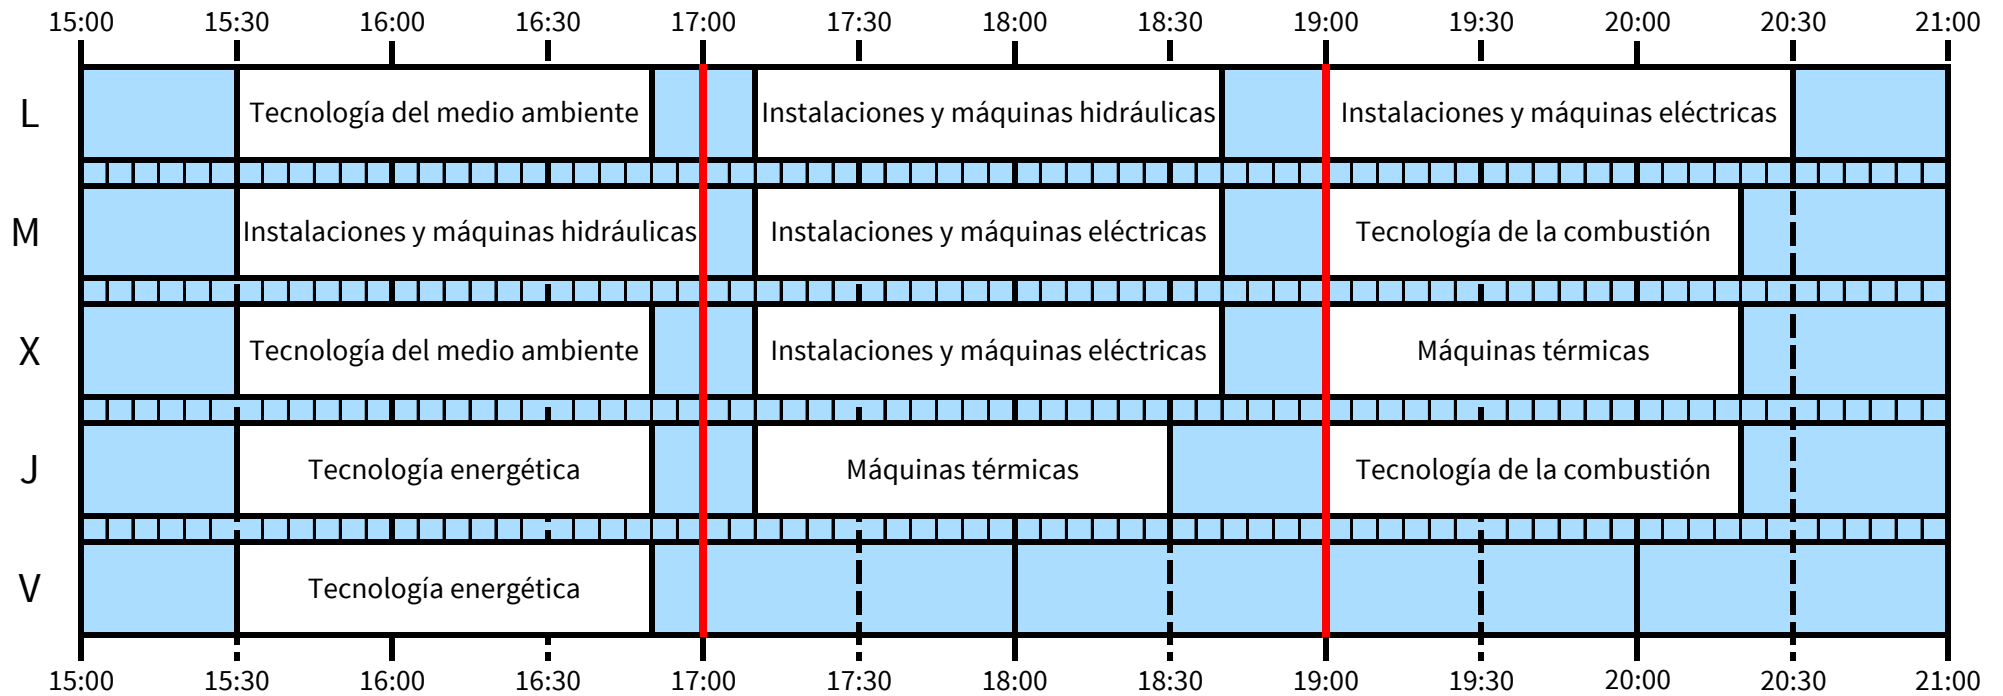 15:00 15:30 16:00 16:30 17:00 17:30 18:00 18:30 19:00 19:30 20:00 20:30 21:00
L Tecnología del medio ambiente Instalaciones y máquinas hidráulicas Instalaciones y máquinas eléctricas
M Instalaciones y máquinas hidráulicas Instalaciones y máquinas eléctricas Tecnología de la combustión
X Tecnología del medio ambiente Instalaciones y máquinas eléctricas Máquinas térmicas
J Tecnología energética Máquinas térmicas Tecnología de la combustión
V Tecnología energética
15:00 15:30 16:00 16:30 17:00 17:30 18:00 18:30 19:00 19:30 20:00 20:30 21:00